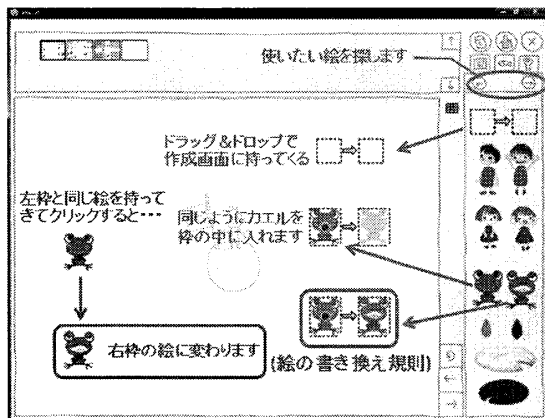 使いたい絵を探します
ドラッグ&ドロップで
作成画面に持ってくる
左枠と同じ絵を持って
きてクリックすると・・・
同じようにカエルを
枠の中に入れます
右枠の絵に変わります
(絵の書き換え規則)